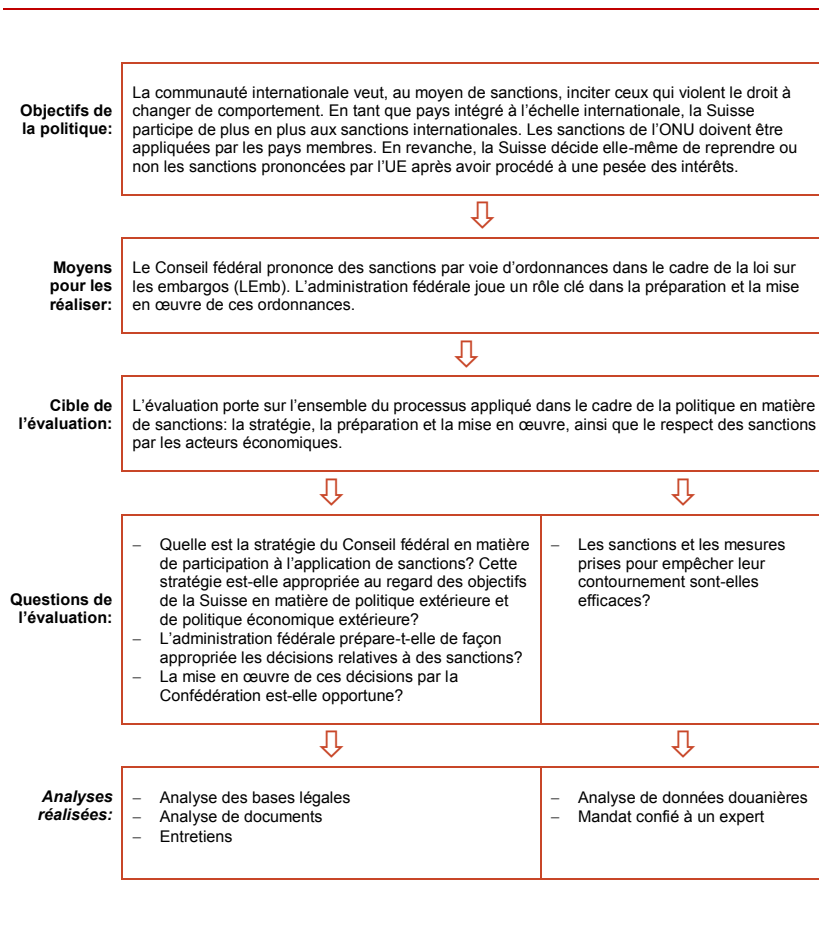 Objectifs de
la politique:
La communauté internationale veut, au moyen de sanctions, inciter ceux qui violent le droit à
changer de comportement. En tant que pays intégré à l'échelle internationale, la Suisse
participe de plus en plus aux sanctions internationales. Les sanctions de l'ONU doivent être
appliquées par les pays membres. En revanche, la Suisse décide elle-même de reprendre ou
non les sanctions prononcées par l'UE après avoir procédé à une pesée des intérêts.
Moyens
pour les
réaliser:
Le Conseil fédéral prononce des sanctions par voie d'ordonnances dans le cadre de la loi sur
les embargos (LEmb). L'administration fédérale joue un rôle clé dans la préparation et la mise
en œuvre de ces ordonnances.
Cible de
l'évaluation:
L'évaluation porte sur l'ensemble du processus appliqué dans le cadre de la politique en matière
de sanctions: la stratégie, la préparation et la mise en œuvre, ainsi que le respect des sanctions
par les acteurs économiques.
Questions de
l'évaluation:
– Quelle est la stratégie du Conseil fédéral en matière
de participation à l'application de sanctions? Cette
stratégie est-elle appropriée au regard des objectifs
de la Suisse en matière de politique extérieure et
de politique économique extérieure?
– L'administration fédérale prépare-t-elle de façon
appropriée les décisions relatives à des sanctions?
– La mise en œuvre de ces décisions par la
Confédération est-elle opportune?
– Les sanctions et les mesures
prises pour empêcher leur
contournement sont-elles
efficaces?
Analyses
réalisées:
– Analyse des bases légales
– Analyse de documents
– Entretiens
– Analyse de données douanières
– Mandat confié à un expert